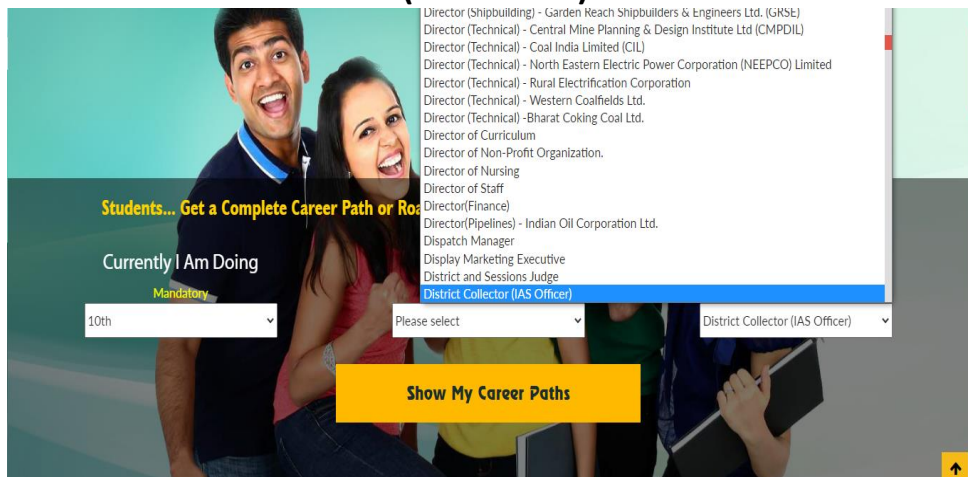 Director (Shipbuilding) - Garden Reach Shipbuilders & Engineers Ltd. (GRSE)
Director (Technical) - Central Mine Planning & Design Institute Ltd (CMPDIL)
Director (Technical) - Coal India Limited (CIL)
Director (Technical) - North Eastern Electric Power Corporation (NEEPCO) Limited
Director (Technical) - Rural Electrification Corporation
Director (Technical) - Western Coalfields Ltd.
Director (Technical) -Bharat Coking Coal Ltd.
Director of Curriculum
Director of Non-Profit Organization.
Director of Nursing
Director of Staff
Director(Finance)
Director(Pipelines) - Indian Oil Corporation Ltd.
Dispatch Manager
Display Marketing Executive
District and Sessions Judge
District Collector (IAS Officer)
Students... Get a Complete Career Path or
Currently I Am Doing
Mandatory
10th
Please select
District Collector (IAS Officer)
Show My Career Paths